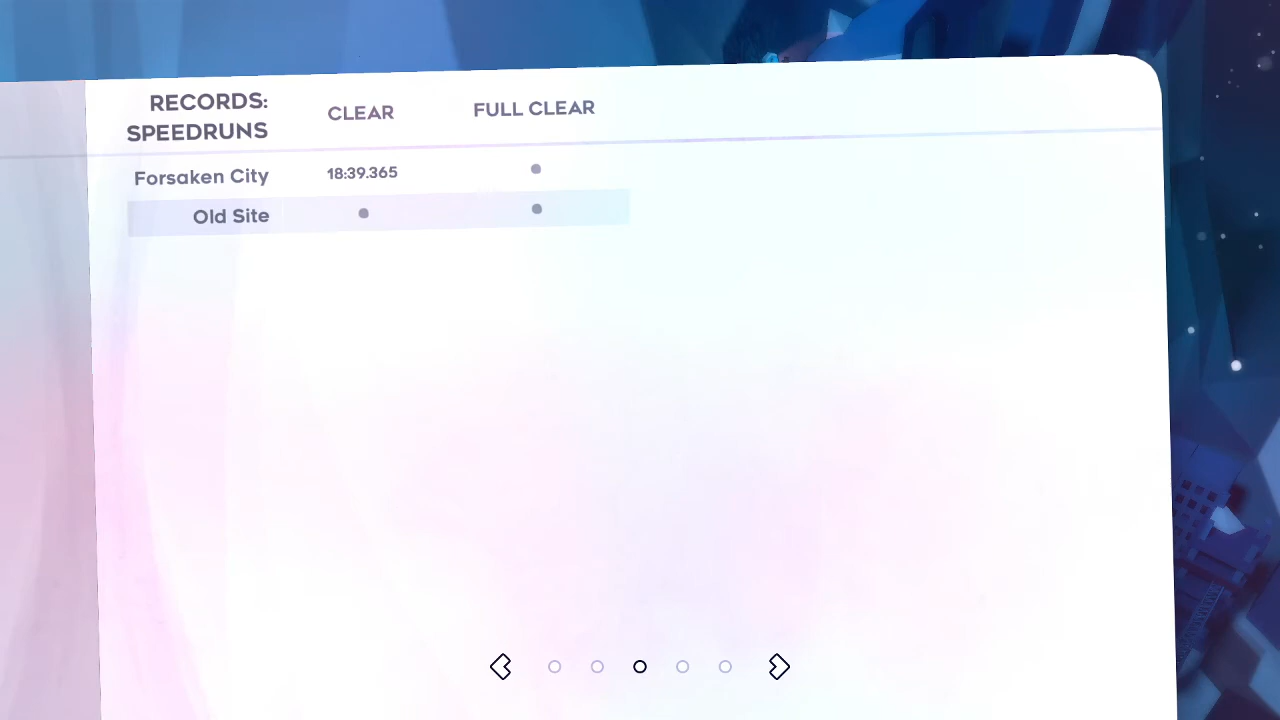 RECORDS:
SPEEDRUNS
CLEAR
FULL CLEAR
Forsaken City
18:39.365
Old Site